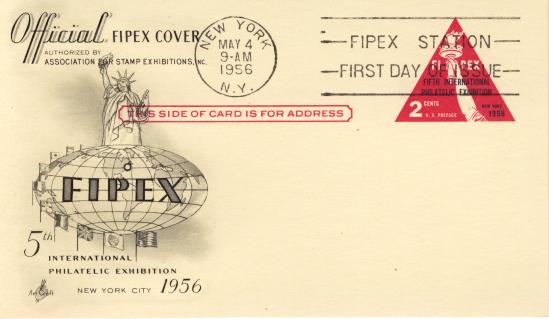 Official FIPEX COVER
AUTHORIZED BY
ASSOCIATION FOR STAMP EXHIBITIONS, INC.
NEW YORK
MAY 4
9-AM
1956
N.Y.
FIPEX STATION
FIRST DAY OF ISSUE
FIPEX
FIFTH INTERNATIONAL
PHILATELIC EXHIBITION
2 CENTS
U.S. POSTAGE
NEW YORK
1956
THIS SIDE OF CARD IS FOR ADDRESS
FIPEX
5th
INTERNATIONAL
PHILATELIC EXHIBITION
NEW YORK CITY 1956
ArtCraft